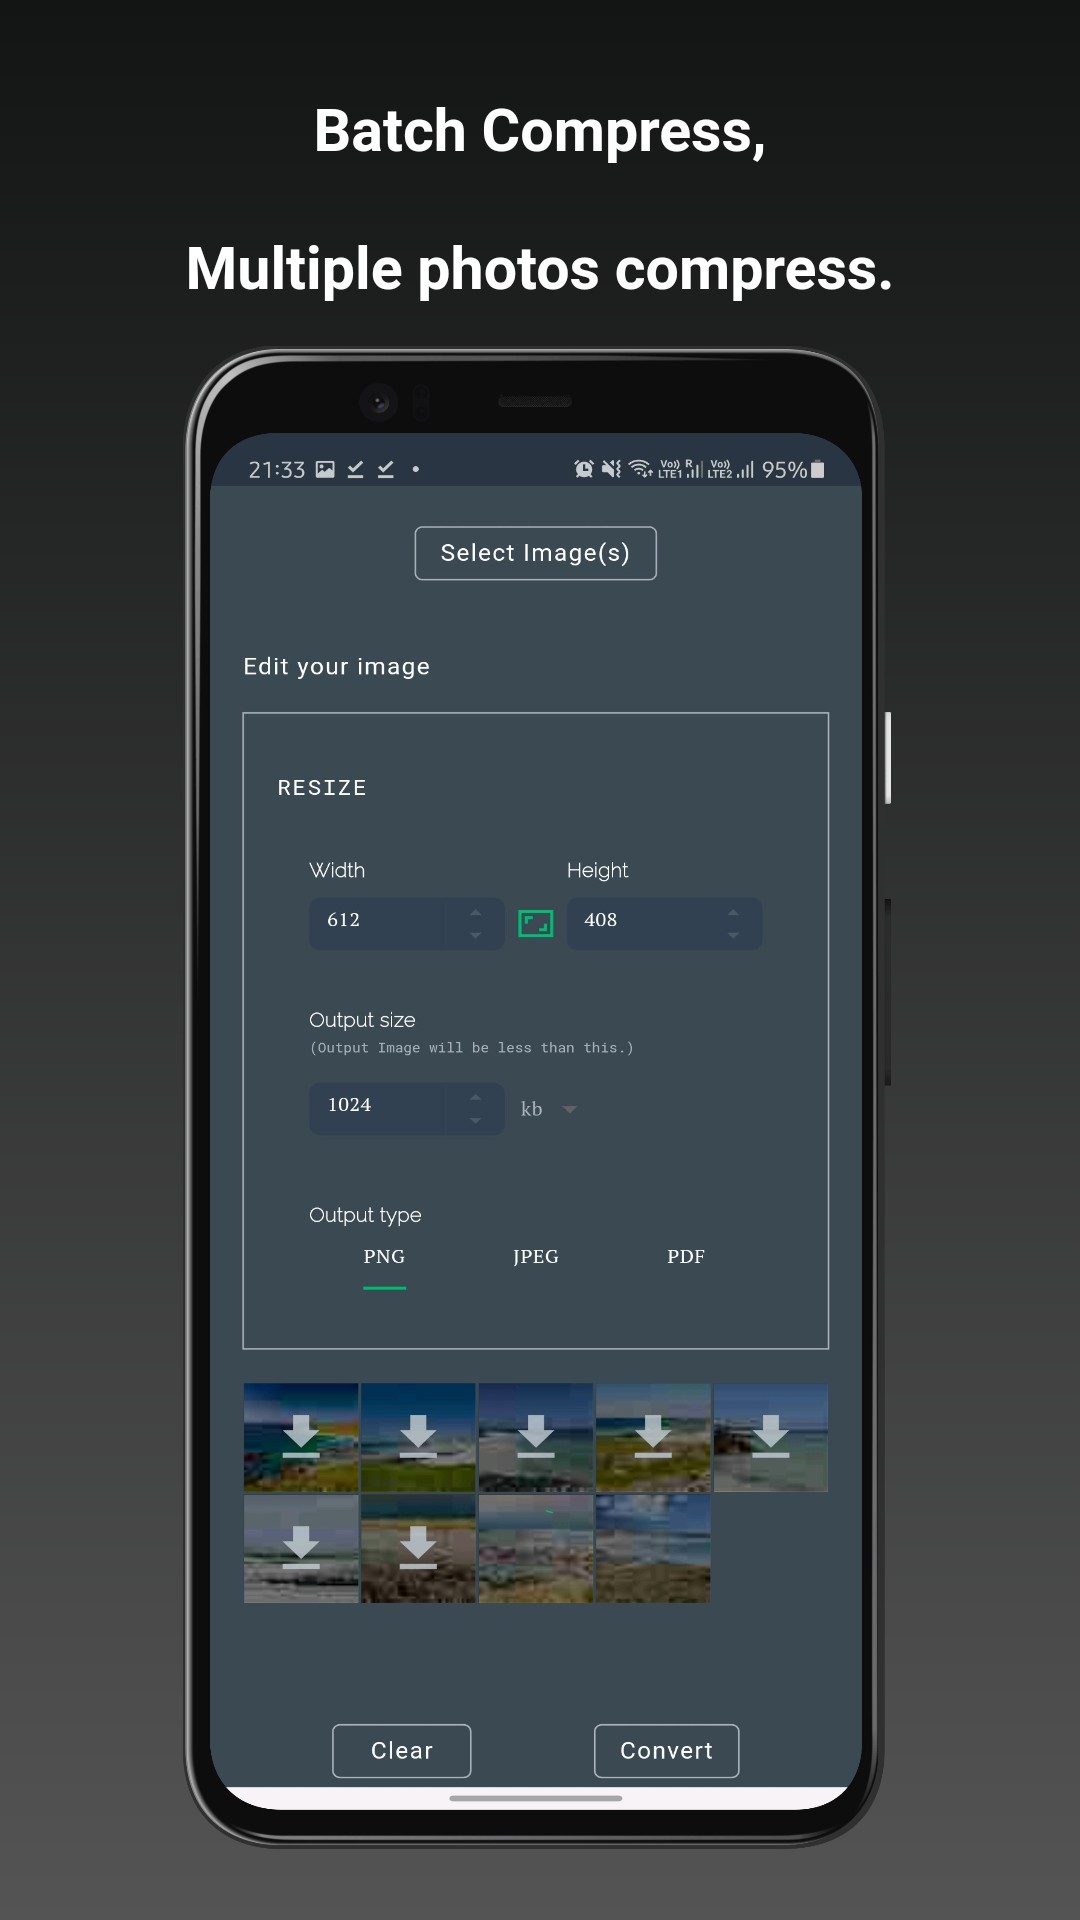 Batch Compress,
Multiple photos compress.
21:33 Vo)) R LTE1 Vo)) LTE2 95%
Select Image(s)
Edit your image
RESIZE
Width Height
612 408
Output size
(Output Image will be less than this.)
1024 kb
Output type
PNG JPEG PDF
Clear Convert